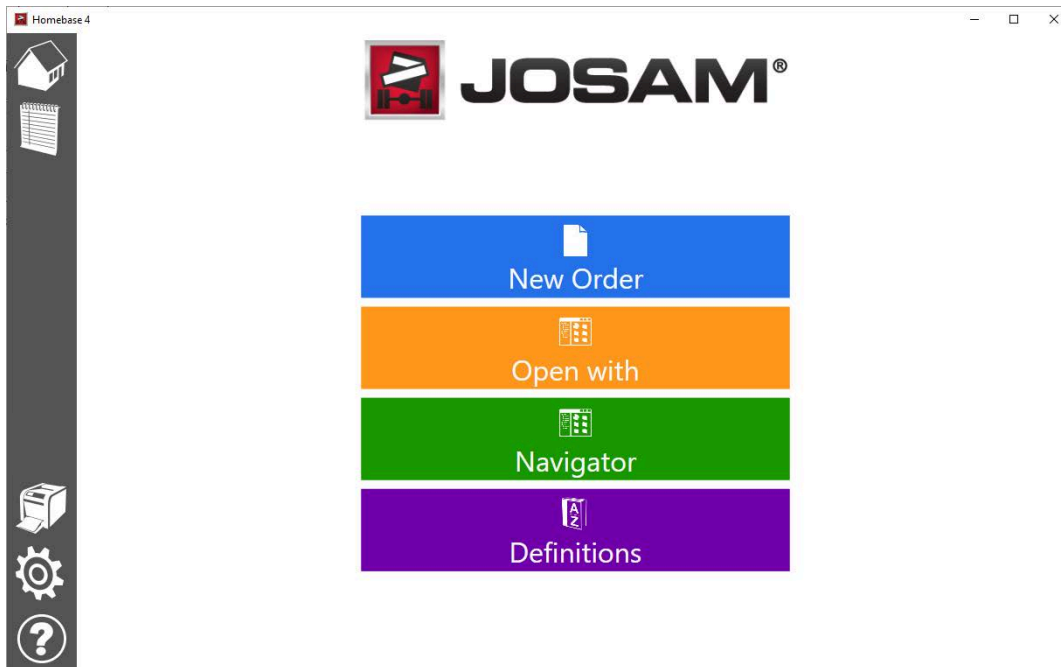 Homebase 4
JOSAM®
New Order
Open with
Navigator
A
Z
Definitions
?